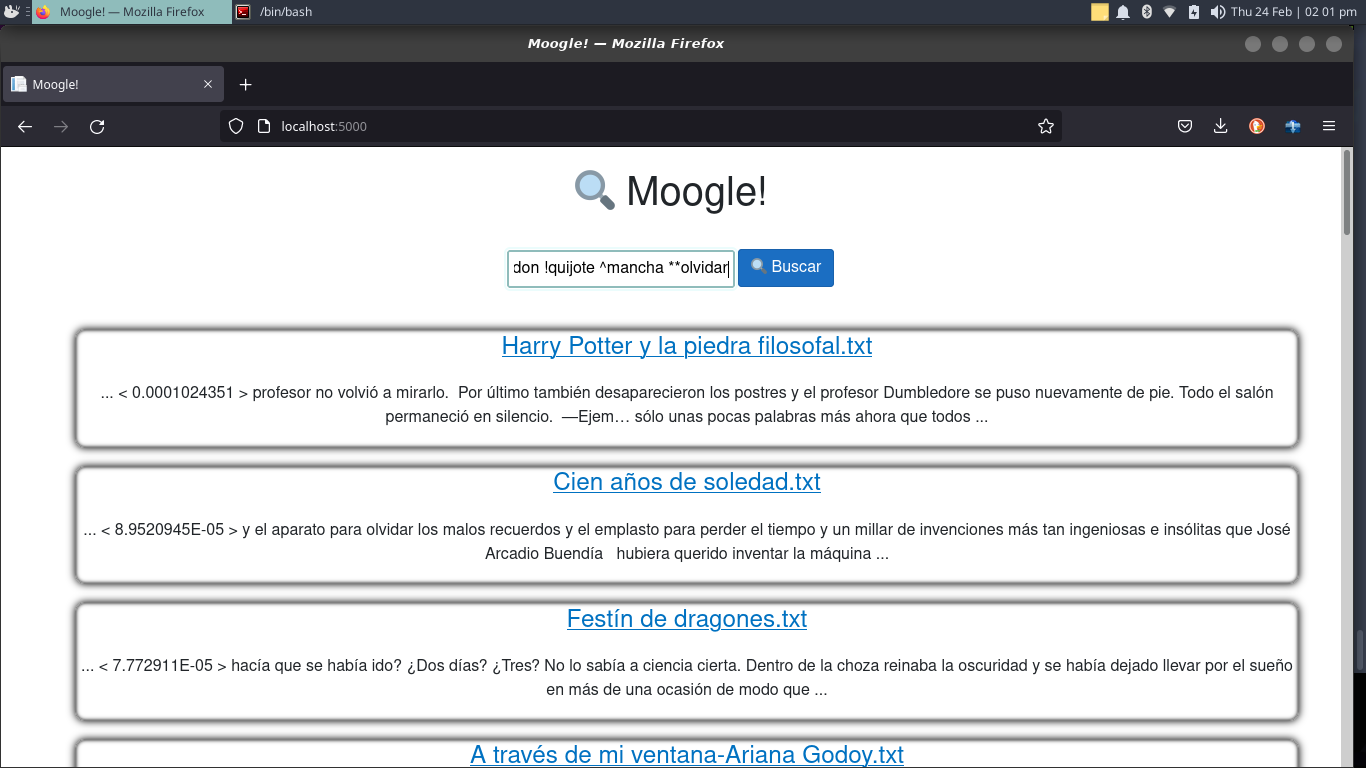 Moogle! — Mozilla Firefox
/bin/bash
Thu 24 Feb | 02 01 pm
Moogle! — Mozilla Firefox
Moogle!
localhost:5000
Moogle!
don !quijote ^mancha **olvidar
Buscar
Harry Potter y la piedra filosofal.txt
... < 0.0001024351 > profesor no volvió a mirarlo.  Por último también desaparecieron los postres y el profesor Dumbledore se puso nuevamente de pie. Todo el salón
permaneció en silencio.  —Ejem… sólo unas pocas palabras más ahora que todos ...
Cien años de soledad.txt
... < 8.9520945E-05 > y el aparato para olvidar los malos recuerdos y el emplasto para perder el tiempo y un millar de invenciones más tan ingeniosas e insólitas que José
Arcadio Buendía   hubiera querido inventar la máquina ...
Festín de dragones.txt
... < 7.772911E-05 > hacía que se había ido? ¿Dos días? ¿Tres? No lo sabía a ciencia cierta. Dentro de la choza reinaba la oscuridad y se había dejado llevar por el sueño
en más de una ocasión de modo que ...
A través de mi ventana-Ariana Godoy.txt